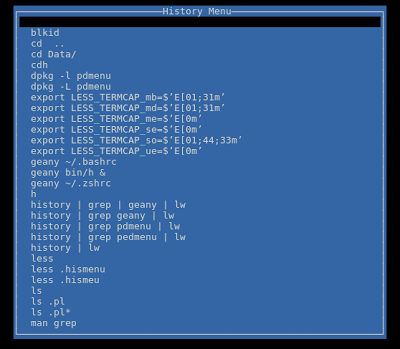 History Menu
blkid
cd  ..
cd Data/
cdh
dpkg -l pdmenu
dpkg -L pdmenu
export LESS_TERMCAP_mb=$'E[01;31m'
export LESS_TERMCAP_md=$'E[01;31m'
export LESS_TERMCAP_me=$'E[0m'
export LESS_TERMCAP_se=$'E[0m'
export LESS_TERMCAP_so=$'E[01;44;33m'
export LESS_TERMCAP_ue=$'E[0m'
geany ~/.bashrc
geany bin/h &
geany ~/.zshrc
h
history | grep | geany | lw
history | grep geany | lw
history | grep pdmenu | lw
history | grep pedmenu | lw
history | lw
less
less .hismenu
less .hismeu
ls
ls .pl
ls .pl*
man grep